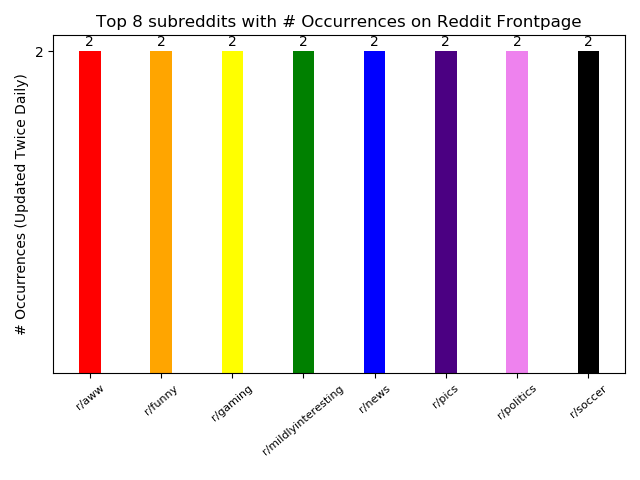 Top 8 subreddits with # Occurrences on Reddit Frontpage
2 2 2 2 2 2 2 2
2
# Occurrences (Updated Twice Daily)
r/aww
r/funny
r/gaming
r/mildlyinteresting
r/news
r/pics
r/politics
r/soccer